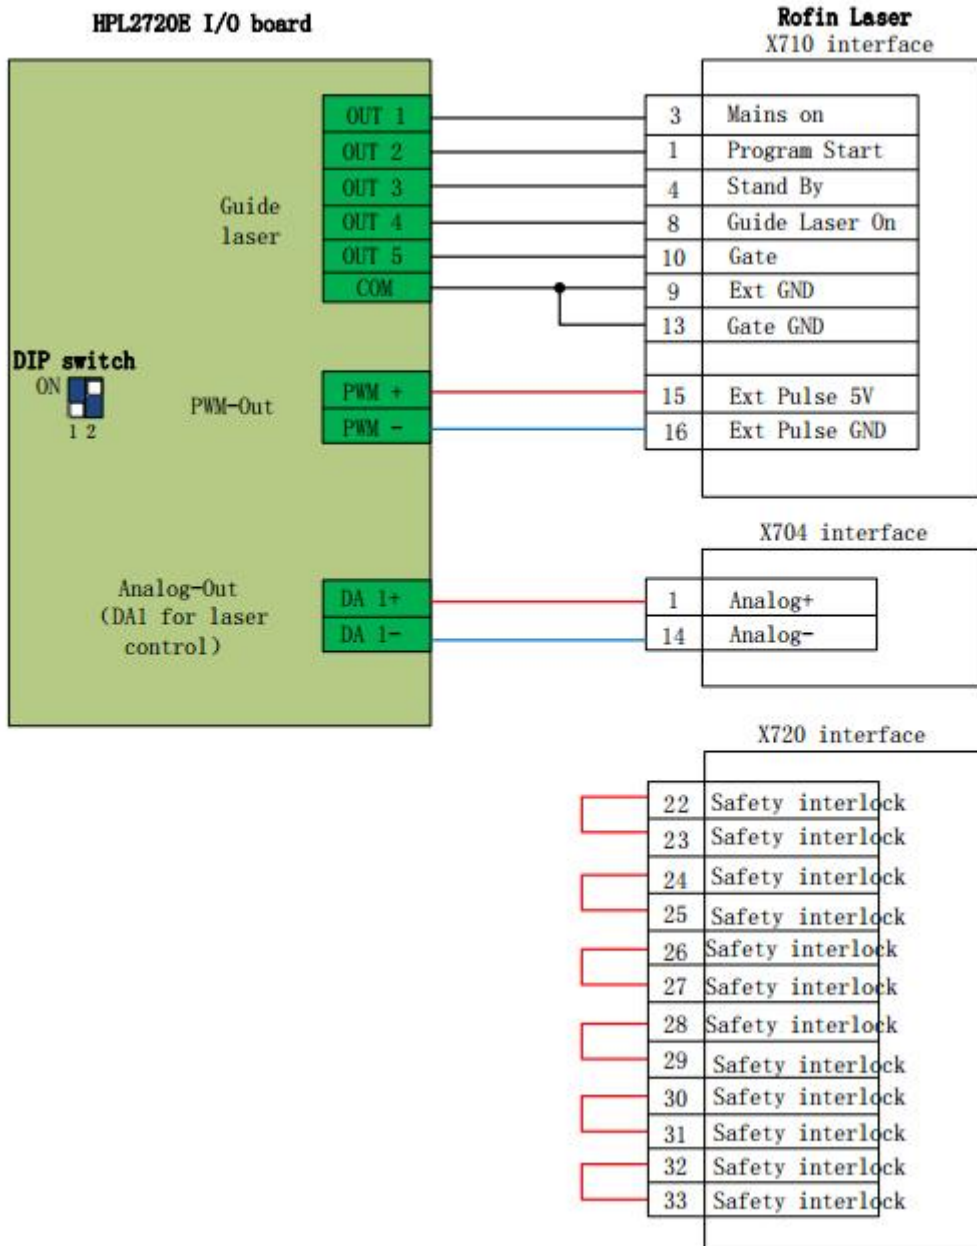 HPL2720E I/O board
Rofin Laser
X710 interface
OUT 1
3 Mains on
OUT 2
1 Program Start
OUT 3
4 Stand By
Guide
laser
OUT 4
8 Guide Laser On
OUT 5
10 Gate
COM
9 Ext GND
13 Gate GND
DIP switch
ON
1 2
PWM-Out
PWM +
15 Ext Pulse 5V
PWM -
16 Ext Pulse GND
X704 interface
Analog-Out
(DA1 for laser
control)
DA 1+
1 Analog+
DA 1-
14 Analog-
X720 interface
22 Safety interlock
23 Safety interlock
24 Safety interlock
25 Safety interlock
26 Safety interlock
27 Safety interlock
28 Safety interlock
29 Safety interlock
30 Safety interlock
31 Safety interlock
32 Safety interlock
33 Safety interlock